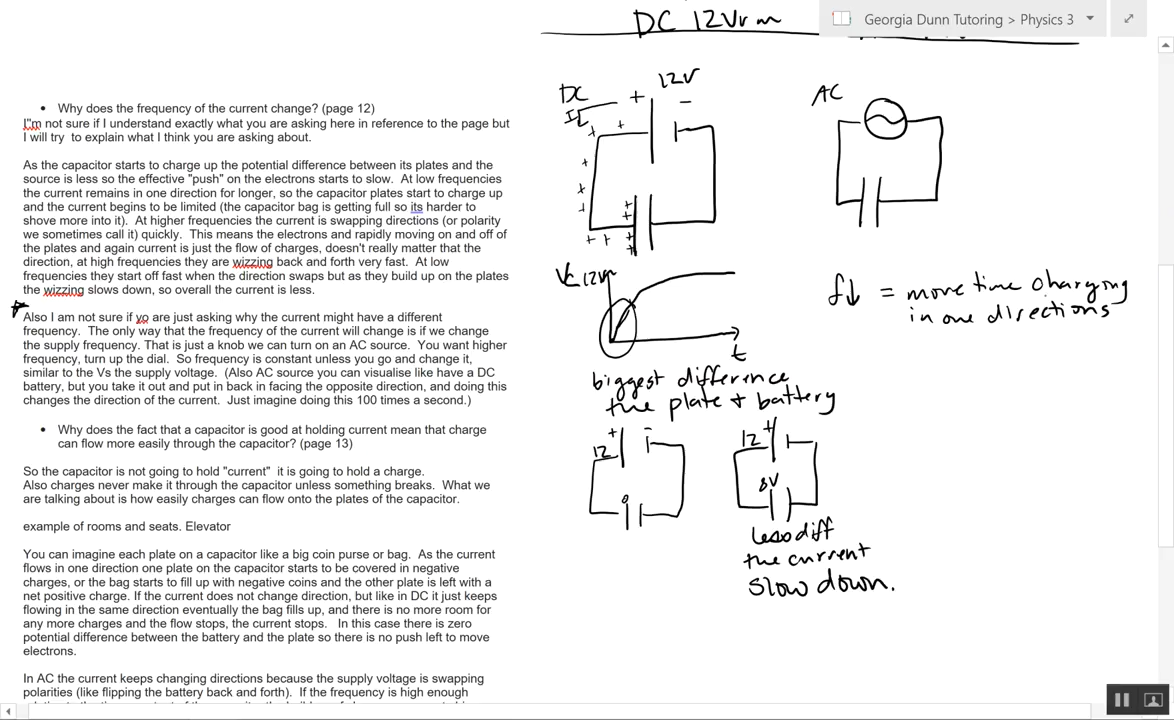 DC 12V
Georgia Dunn Tutoring > Physics 3
• Why does the frequency of the current change? (page 12)
I"m not sure if I understand exactly what you are asking here in reference to the page but
I will try  to explain what I think you are asking about.
As the capacitor starts to charge up the potential difference between its plates and the
source is less so the effective "push" on the electrons starts to slow.  At low frequencies
the current remains in one direction for longer, so the capacitor plates start to charge up
and the current begins to be limited (the capacitor bag is getting full so its harder to
shove more into it).  At higher frequencies the current is swapping directions (or polarity
we sometimes call it) quickly.  This means the electrons and rapidly moving on and off of
the plates and again current is just the flow of charges, doesn't really matter that the
direction, at high frequencies they are wizzing back and forth very fast.  At low
frequencies they start off fast when the direction swaps but as they build up on the plates
the wizzing slows down, so overall the current is less.
Also I am not sure if yo are just asking why the current might have a different
frequency.  The only way that the frequency of the current will change is if we change
the supply frequency. That is just a knob we can turn on an AC source.  You want higher
frequency, turn up the dial.  So frequency is constant unless you go and change it,
similar to the Vs the supply voltage.  (Also AC source you can visualise like have a DC
battery, but you take it out and put in back in facing the opposite direction, and doing this
changes the direction of the current.  Just imagine doing this 100 times a second.)
• Why does the fact that a capacitor is good at holding current mean that charge
can flow more easily through the capacitor? (page 13)
So the capacitor is not going to hold "current"  it is going to hold a charge.
Also charges never make it through the capacitor unless something breaks.  What we
are talking about is how easily charges can flow onto the plates of the capacitor.
example of rooms and seats. Elevator
You can imagine each plate on a capacitor like a big coin purse or bag.  As the current
flows in one direction one plate on the capacitor starts to be covered in negative
charges, or the bag starts to fill up with negative coins and the other plate is left with a
net positive charge. If the current does not change direction, but like in DC it just keeps
flowing in the same direction eventually the bag fills up, and there is no more room for
any more charges and the flow stops, the current stops.   In this case there is zero
potential difference between the battery and the plate so there is no push left to move
electrons.
In AC the current keeps changing directions because the supply voltage is swapping
polarities (like flipping the battery back and forth).  If the frequency is high enough
DC
+ 12V -
+ +
+
+
+
+ +
+ + +
AC
Vc 12V
t
f↓ = more time charging
in one directions
biggest difference
the plate + battery
12 + -
0
12 +
8V
less diff
the current
slow down.